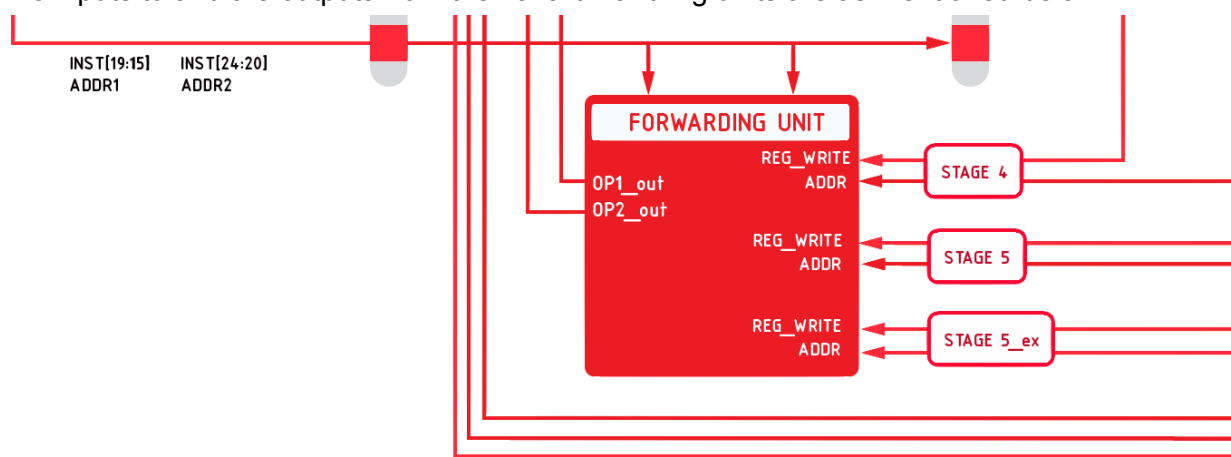 INST[19:15] INST[24:20]
ADDR1 ADDR2
FORWARDING UNIT
REG_WRITE
ADDR
STAGE 4
OP1_out
OP2_out
REG_WRITE
ADDR
STAGE 5
REG_WRITE
ADDR
STAGE 5_ex